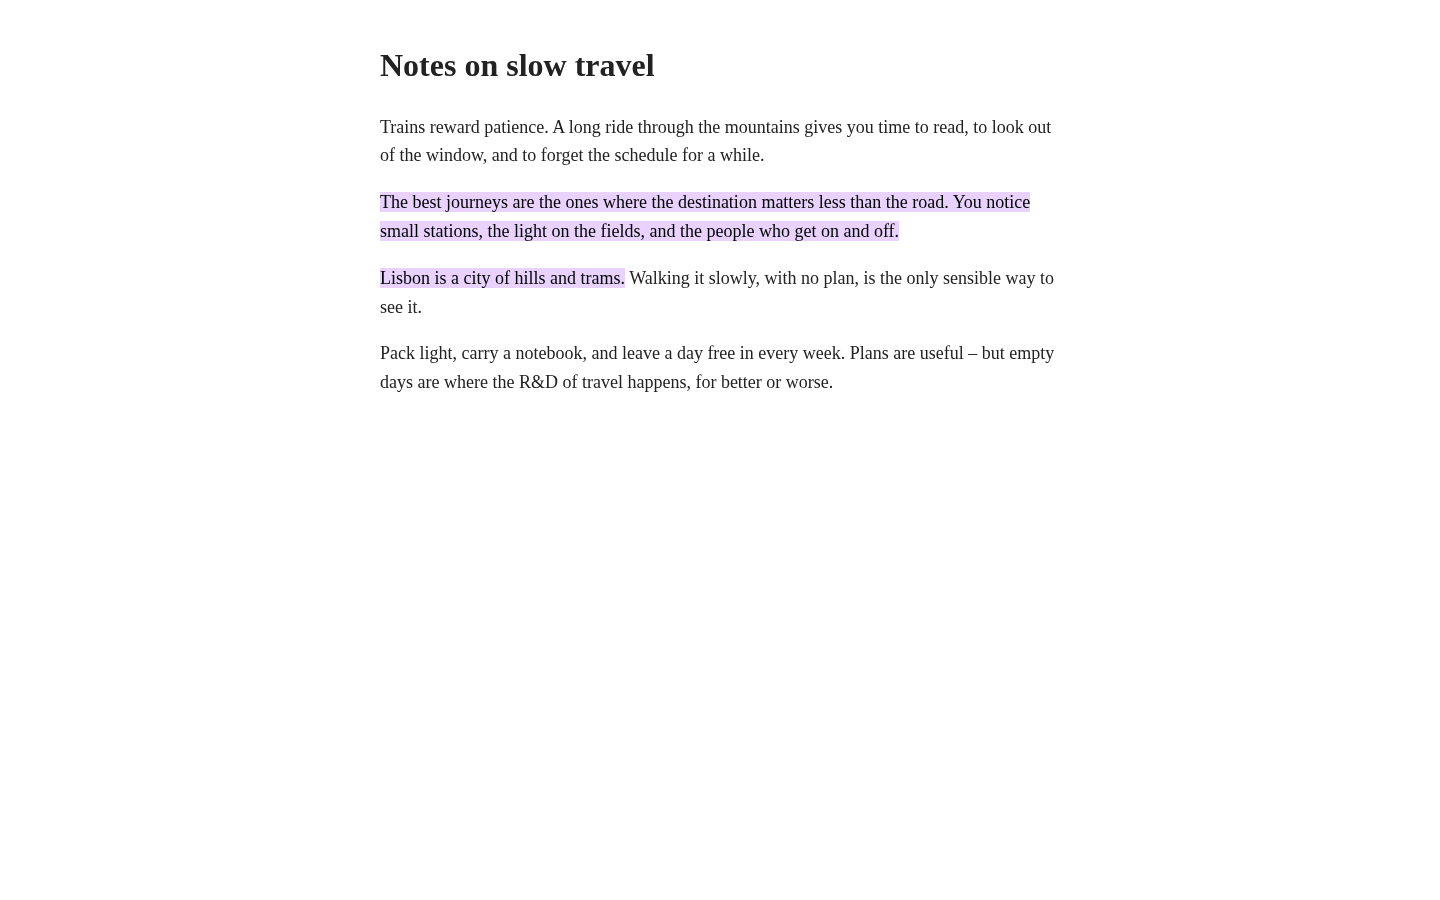 Notes on slow travel
Trains reward patience. A long ride through the mountains gives you time to read, to look out
of the window, and to forget the schedule for a while.
The best journeys are the ones where the destination matters less than the road. You notice
small stations, the light on the fields, and the people who get on and off.
Lisbon is a city of hills and trams. Walking it slowly, with no plan, is the only sensible way to
see it.
Pack light, carry a notebook, and leave a day free in every week. Plans are useful – but empty
days are where the R&D of travel happens, for better or worse.